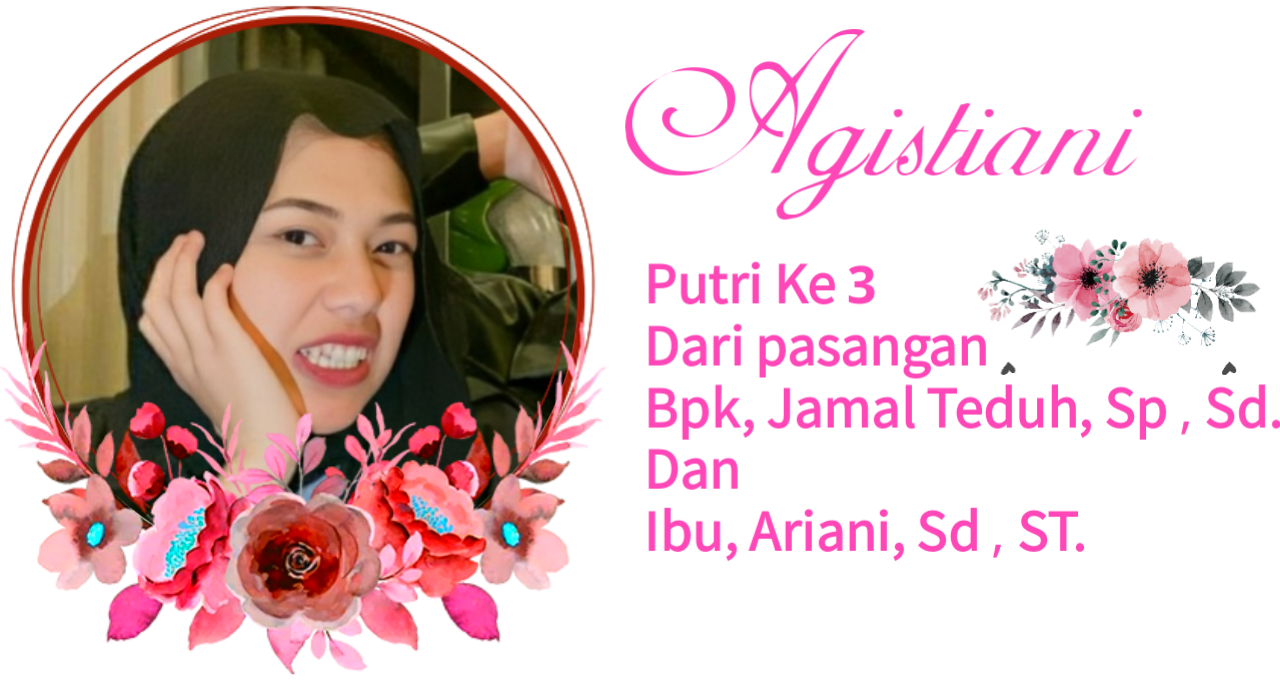 Agistiani
Putri Ke 3
Dari pasangan
Bpk, Jamal Teduh, Sp , Sd.
Dan
Ibu, Ariani, Sd , ST.